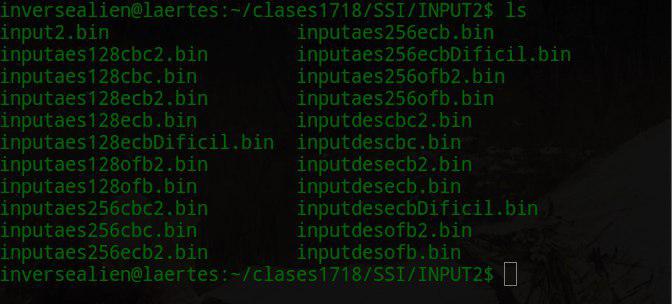 inversealien@laertes:~/clases1718/SSI/INPUT2$ ls
input2.bin inputaes256ecb.bin
inputaes128cbc2.bin inputaes256ecbDificil.bin
inputaes128cbc.bin inputaes256ofb2.bin
inputaes128ecb2.bin inputaes256ofb.bin
inputaes128ecb.bin inputdescbc2.bin
inputaes128ecbDificil.bin inputdescbc.bin
inputaes128ofb2.bin inputdesecb2.bin
inputaes128ofb.bin inputdesecb.bin
inputaes256cbc2.bin inputdesecbDificil.bin
inputaes256cbc.bin inputdesofb2.bin
inputaes256ecb2.bin inputdesofb.bin
inversealien@laertes:~/clases1718/SSI/INPUT2$